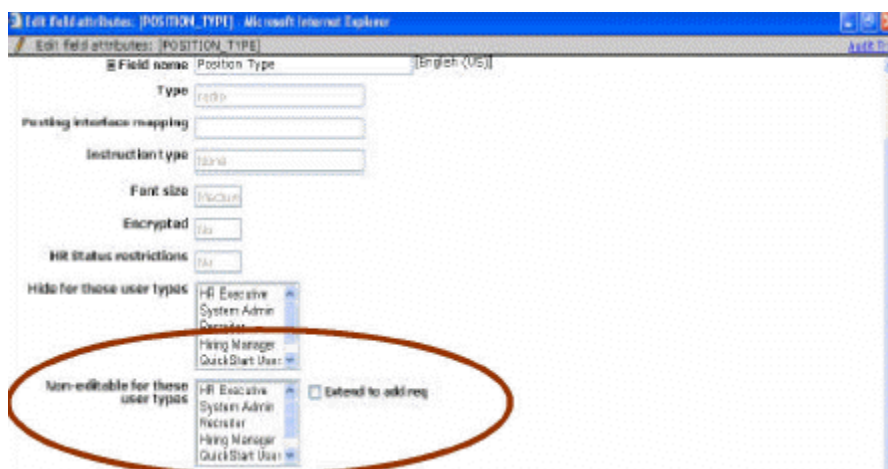 Edit field attributes: [POSITION_TYPE] - Microsoft Internet Explorer
Edit field attributes: [POSITION_TYPE]
Field name Position Type [English (US)]
Type radio
Posting interface mapping
Instruction type None
Font size Medium
Encrypted No
HR Status restrictions No
Hide for these user types HR Executive
System Admin
Recruiter
Hiring Manager
QuickStart User
Non-editable for these user types HR Executive Extend to add req
System Admin
Recruiter
Hiring Manager
QuickStart User